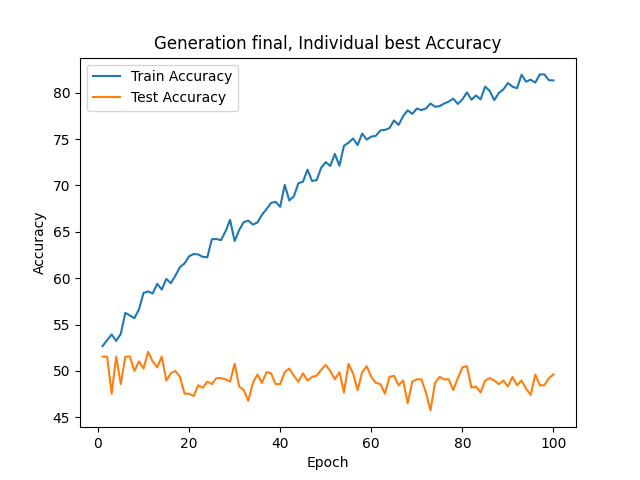 Generation final, Individual best Accuracy
Train Accuracy
Test Accuracy
80
75
70
65
60
55
50
45
Accuracy
0 20 40 60 80 100
Epoch